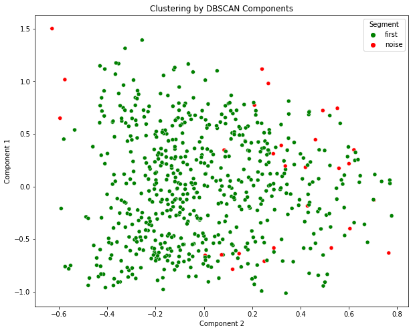 Clustering by DBSCAN Components
Segment
first
noise
1.5
1.0
0.5
0.0
−0.5
−1.0
Component 1
−0.6
−0.4
−0.2
0.0
0.2
0.4
0.6
0.8
Component 2